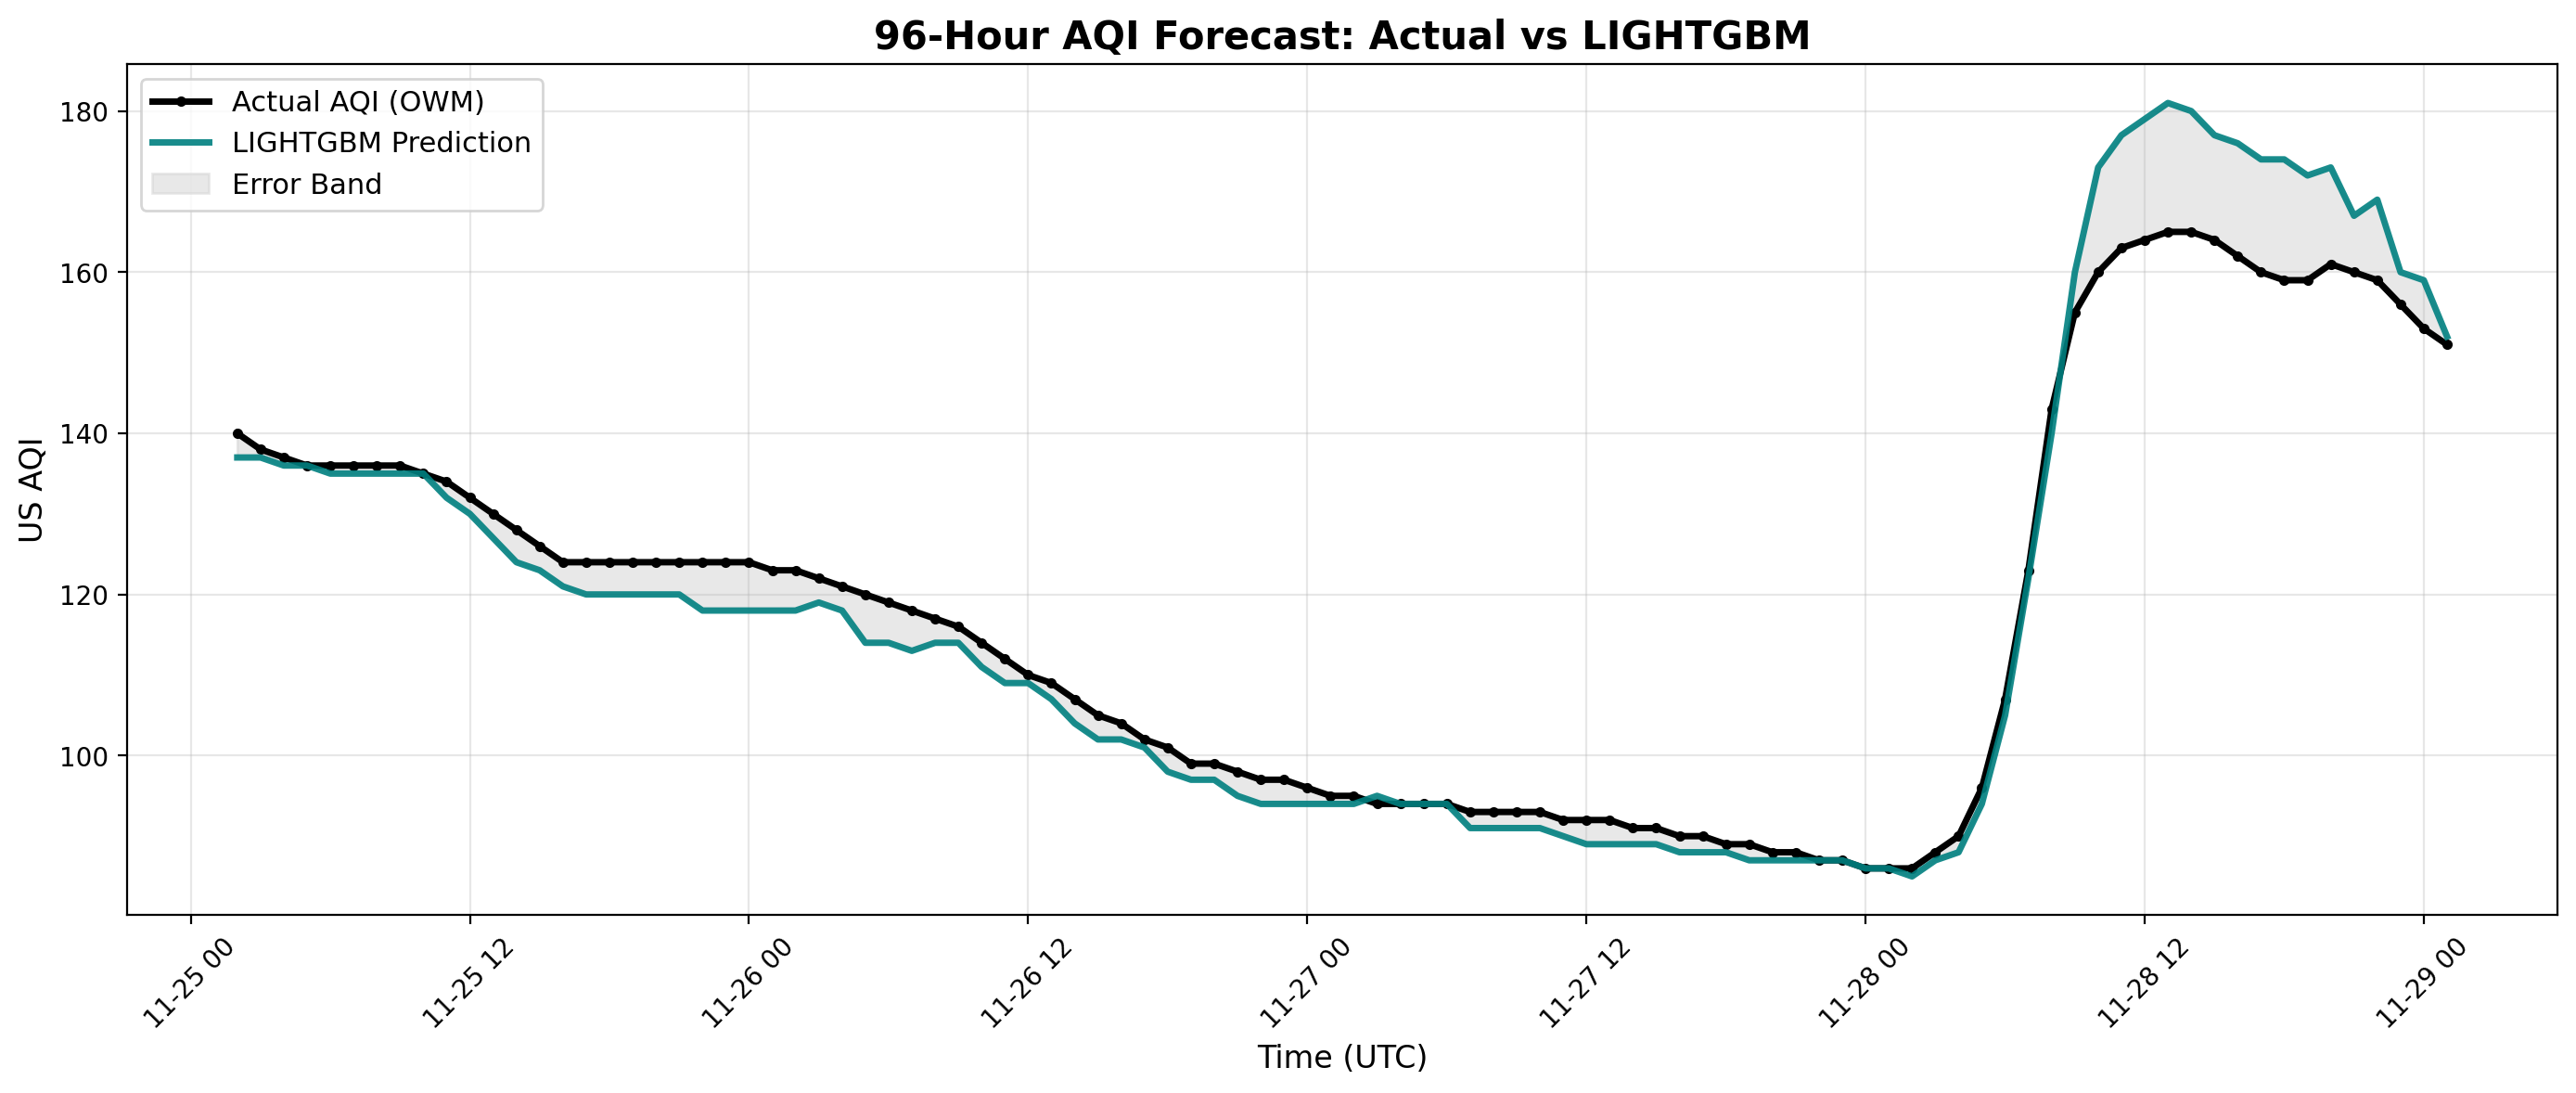 96-Hour AQI Forecast: Actual vs LIGHTGBM
Actual AQI (OWM)
LIGHTGBM Prediction
Error Band
US AQI
180
160
140
120
100
11-25 00
11-25 12
11-26 00
11-26 12
11-27 00
11-27 12
11-28 00
11-28 12
11-29 00
Time (UTC)